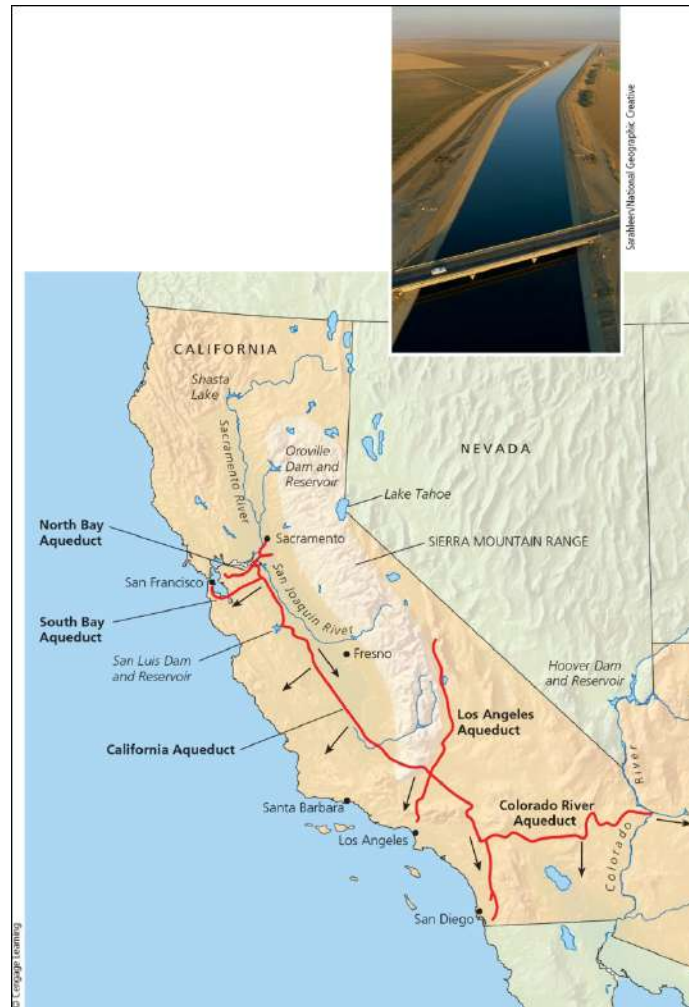 Sarahleen/National Geographic Creative
CALIFORNIA
Shasta
Lake
Sacramento River
NEVADA
Oroville
Dam and
Reservoir
Lake Tahoe
North Bay
Aqueduct
Sacramento
SIERRA MOUNTAIN RANGE
San Francisco
San Joaquin River
South Bay
Aqueduct
San Luis Dam
and Reservoir
Fresno
Hoover Dam
and Reservoir
Los Angeles
Aqueduct
California Aqueduct
Santa Barbara
Colorado River
Aqueduct
Los Angeles
Colorado River
San Diego
© Cengage Learning